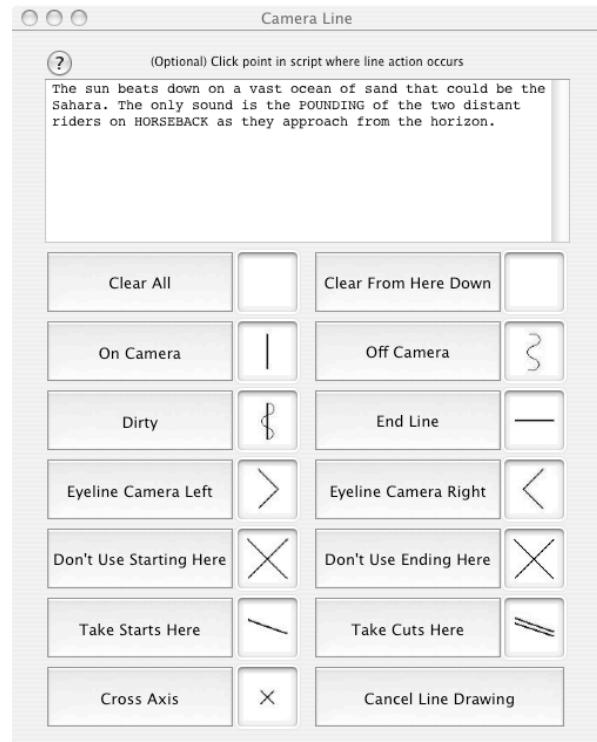 Camera Line
?
(Optional) Click point in script where line action occurs
The sun beats down on a vast ocean of sand that could be the
Sahara. The only sound is the POUNDING of the two distant
riders on HORSEBACK as they approach from the horizon.
Clear All
Clear From Here Down
On Camera
Off Camera
Dirty
End Line
Eyeline Camera Left
Eyeline Camera Right
Don't Use Starting Here
Don't Use Ending Here
Take Starts Here
Take Cuts Here
Cross Axis
Cancel Line Drawing